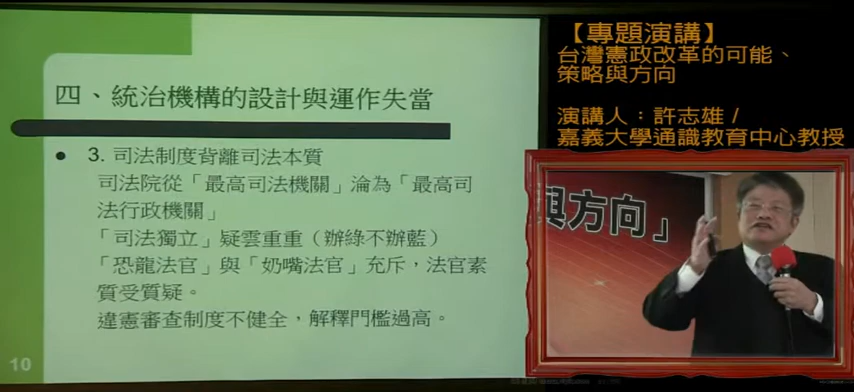 四、統治機構的設計與運作失當
3. 司法制度背離司法本質
司法院從「最高司法機關」淪為「最高司
法行政機關」
「司法獨立」疑雲重重（辦綠不辦藍）
「恐龍法官」與「奶嘴法官」充斥，法官素
質受質疑。
違憲審查制度不健全，解釋門檻過高。
10
【專題演講】
台灣憲政改革的可能、
策略與方向
演講人：許志雄 /
嘉義大學通識教育中心教授
與方向」